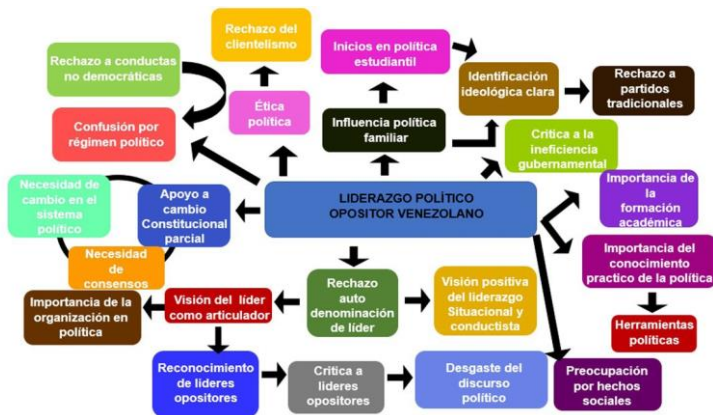 Rechazo del
clientelismo
Inicios en política
estudiantil
Rechazo a conductas
no democráticas
Identificación
ideológica clara
Rechazo a
partidos
tradicionales
Ética
política
Influencia política
familiar
Confusión por
régimen político
Critica a la
ineficiencia
gubernamental
Necesidad de
cambio en el
sistema
político
Apoyo a
cambio
Constitucional
parcial
LIDERAZGO POLÍTICO
OPOSITOR VENEZOLANO
Importancia de
la
formación
académica
Necesidad
de
consensos
Importancia del
conocimiento
practico de la política
Importancia de la
organización en
política
Visión del líder
como articulador
Rechazo
auto
denominación
de líder
Visión positiva
del liderazgo
Situacional y
conductista
Herramientas
políticas
Reconocimiento
de lideres
opositores
Critica a
lideres
opositores
Desgaste del
discurso
político
Preocupación
por hechos
sociales